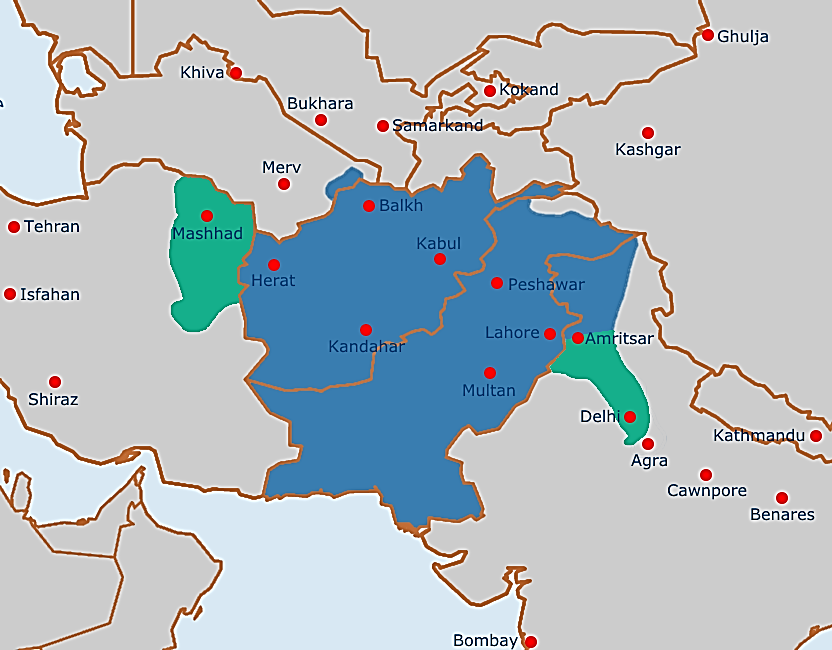 Ghulja
Khiva
Kokand
Bukhara
Samarkand
Kashgar
Merv
Balkh
Tehran
Mashhad
Kabul
Herat
Peshawar
Isfahan
Lahore
Amritsar
Kandahar
Shiraz
Multan
Delhi
Kathmandu
Agra
Cawnpore
Benares
Bombay